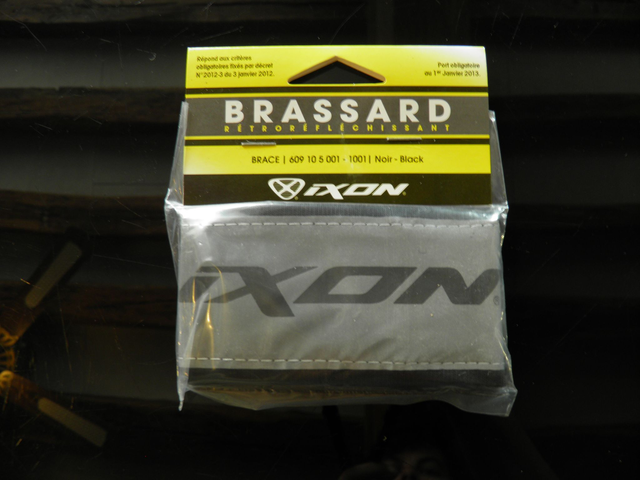 Répond aux critères
obligatoires fixés par décret
N°2012-3 du 3 janvier 2012.
Port obligatoire
au 1er Janvier 2013.
BRASSARD
RÉTRORÉFLÉCHISSANT
BRACE | 609 10 5 001 - 1001 | Noir - Black
iXON
iXON